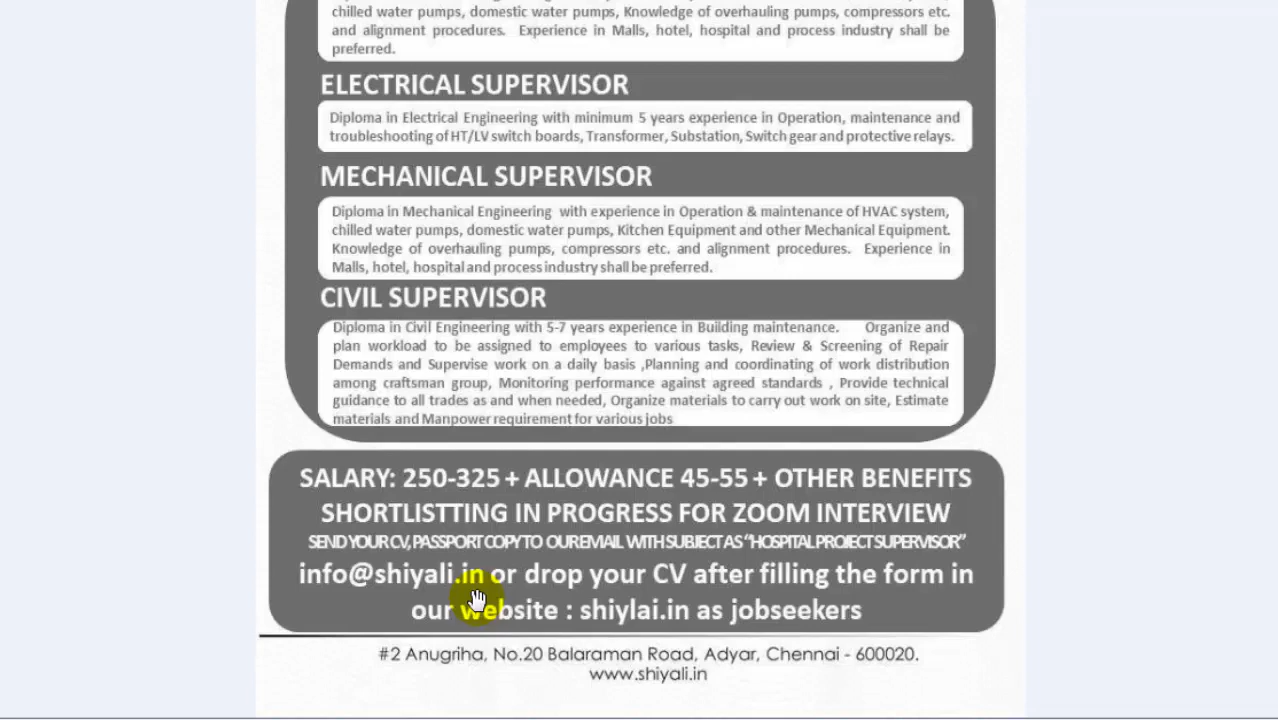 chilled water pumps, domestic water pumps, Knowledge of overhauling pumps, compressors etc.
and alignment procedures. Experience in Malls, hotel, hospital and process industry shall be
preferred.
ELECTRICAL SUPERVISOR
Diploma in Electrical Engineering with minimum 5 years experience in Operation, maintenance and
troubleshooting of HT/LV switch boards, Transformer, Substation, Switch gear and protective relays.
MECHANICAL SUPERVISOR
Diploma in Mechanical Engineering with experience in Operation & maintenance of HVAC system,
chilled water pumps, domestic water pumps, Kitchen Equipment and other Mechanical Equipment.
Knowledge of overhauling pumps, compressors etc. and alignment procedures. Experience in
Malls, hotel, hospital and process industry shall be preferred.
CIVIL SUPERVISOR
Diploma in Civil Engineering with 5-7 years experience in Building maintenance. Organize and
plan workload to be assigned to employees to various tasks, Review & Screening of Repair
Demands and Supervise work on a daily basis ,Planning and coordinating of work distribution
among craftsman group, Monitoring performance against agreed standards , Provide technical
guidance to all trades as and when needed, Organize materials to carry out work on site, Estimate
materials and Manpower requirement for various jobs
SALARY: 250-325 + ALLOWANCE 45-55 + OTHER BENEFITS
SHORTLISTTING IN PROGRESS FOR ZOOM INTERVIEW
SEND YOUR CV, PASSPORT COPY TO OUR EMAIL WITH SUBJECT AS “HOSPITAL PROJECT SUPERVISOR”
info@shiyali.in or drop your CV after filling the form in
our website : shiylai.in as jobseekers
#2 Anugriha, No.20 Balaraman Road, Adyar, Chennai - 600020.
www.shiyali.in